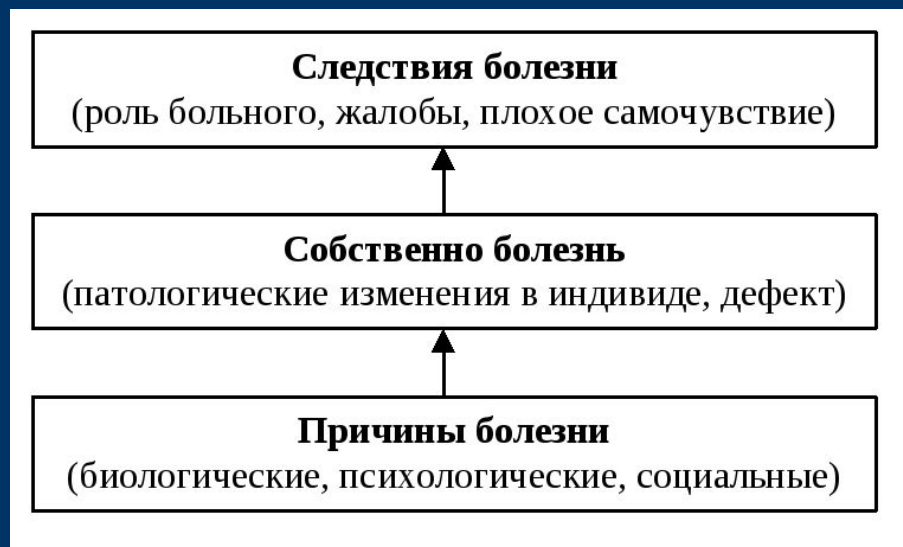 Следствия болезни
(роль больного, жалобы, плохое самочувствие)
Собственно болезнь
(патологические изменения в индивиде, дефект)
Причины болезни
(биологические, психологические, социальные)